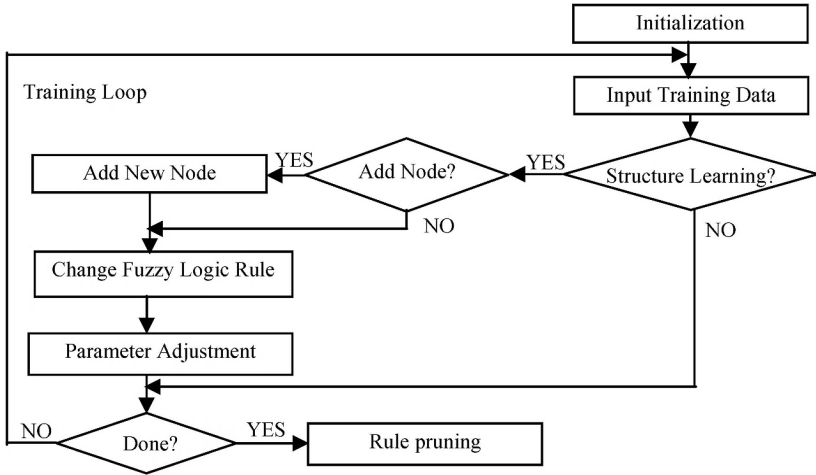 Initialization
Training Loop
Input Training Data
Add New Node
YES
Add Node?
YES
Structure Learning?
NO
NO
Change Fuzzy Logic Rule
Parameter Adjustment
NO
Done?
YES
Rule pruning